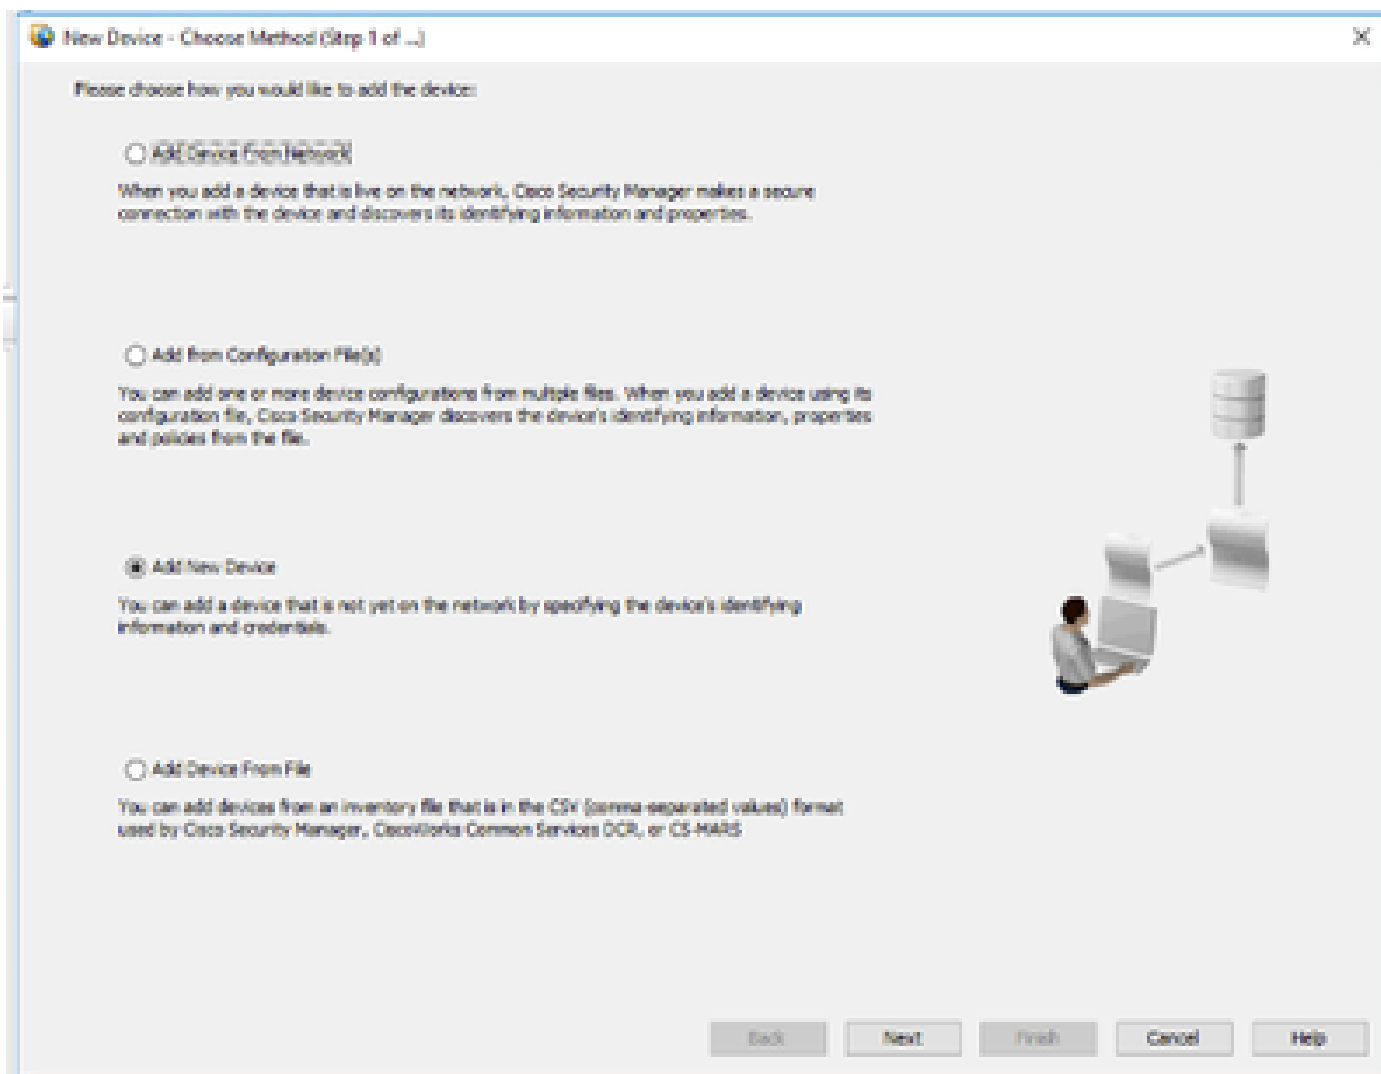 New Device - Choose Method (Step 1 of ...)
Please choose how you would like to add the device:
Add Device From Network
When you add a device that is live on the network, Cisco Security Manager makes a secure
connection with the device and discovers its identifying information and properties.
Add from Configuration File(s)
You can add one or more device configurations from multiple files. When you add a device using its
configuration file, Cisco Security Manager discovers the device's identifying information, properties
and policies from the file.
Add New Device
You can add a device that is not yet on the network by specifying the device's identifying
information and credentials.
Add Device From File
You can add devices from an inventory file that is in the CSV (comma-separated values) format
used by Cisco Security Manager, CiscoWorks Common Services DCR, or CS-MARS
Back
Next
Finish
Cancel
Help